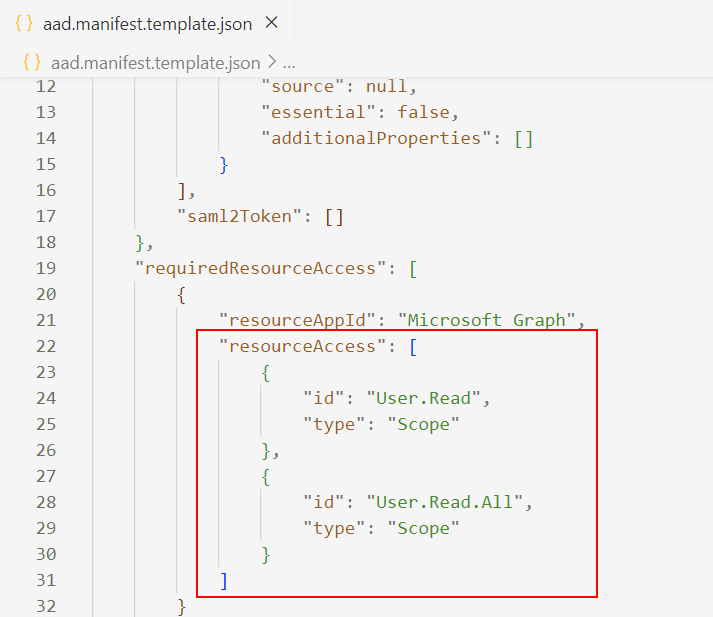 { } aad.manifest.template.json ×
{ } aad.manifest.template.json > ...
12 "source": null,
13 "essential": false,
14 "additionalProperties": []
15 }
16 ],
17 "saml2Token": []
18 },
19 "requiredResourceAccess": [
20 {
21 "resourceAppId": "Microsoft Graph",
22 "resourceAccess": [
23 {
24 "id": "User.Read",
25 "type": "Scope"
26 },
27 {
28 "id": "User.Read.All",
29 "type": "Scope"
30 }
31 ]
32 }